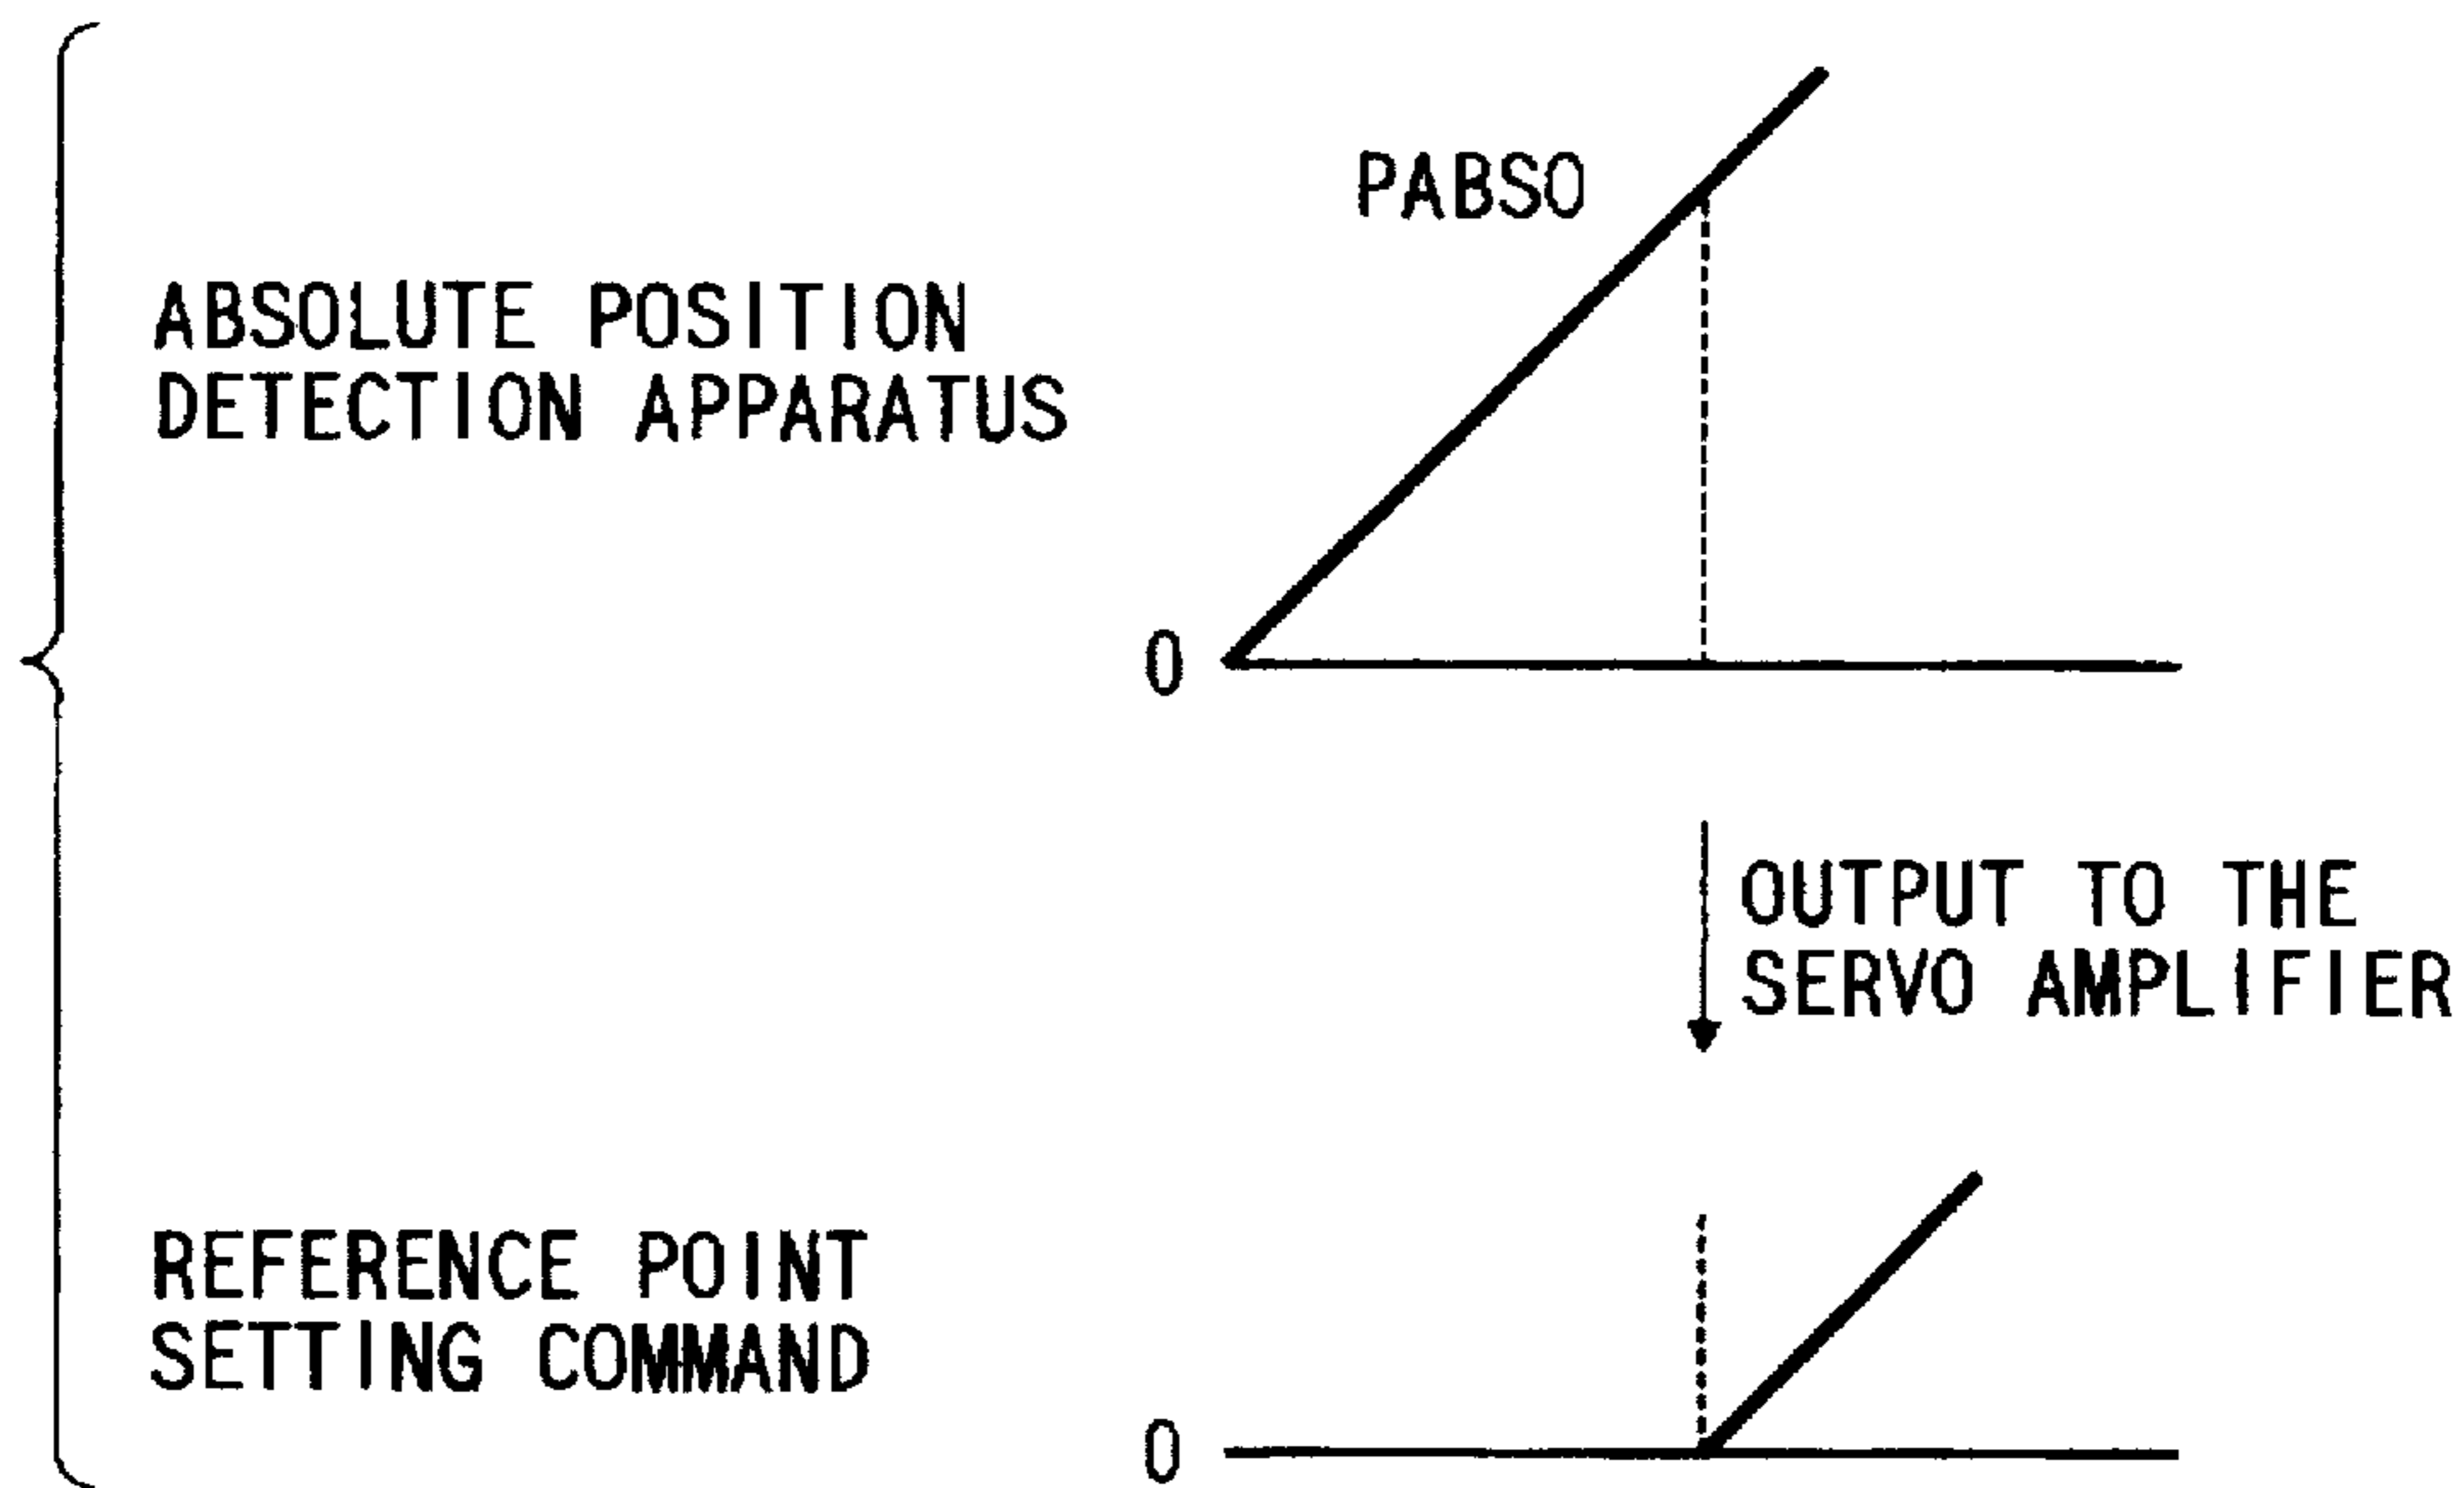 PABSO
ABSOLUTE POSITION
DETECTION APPARATUS
0
OUTPUT TO THE
SERVO AMPLIFIER
REFERENCE POINT
SETTING COMMAND
0